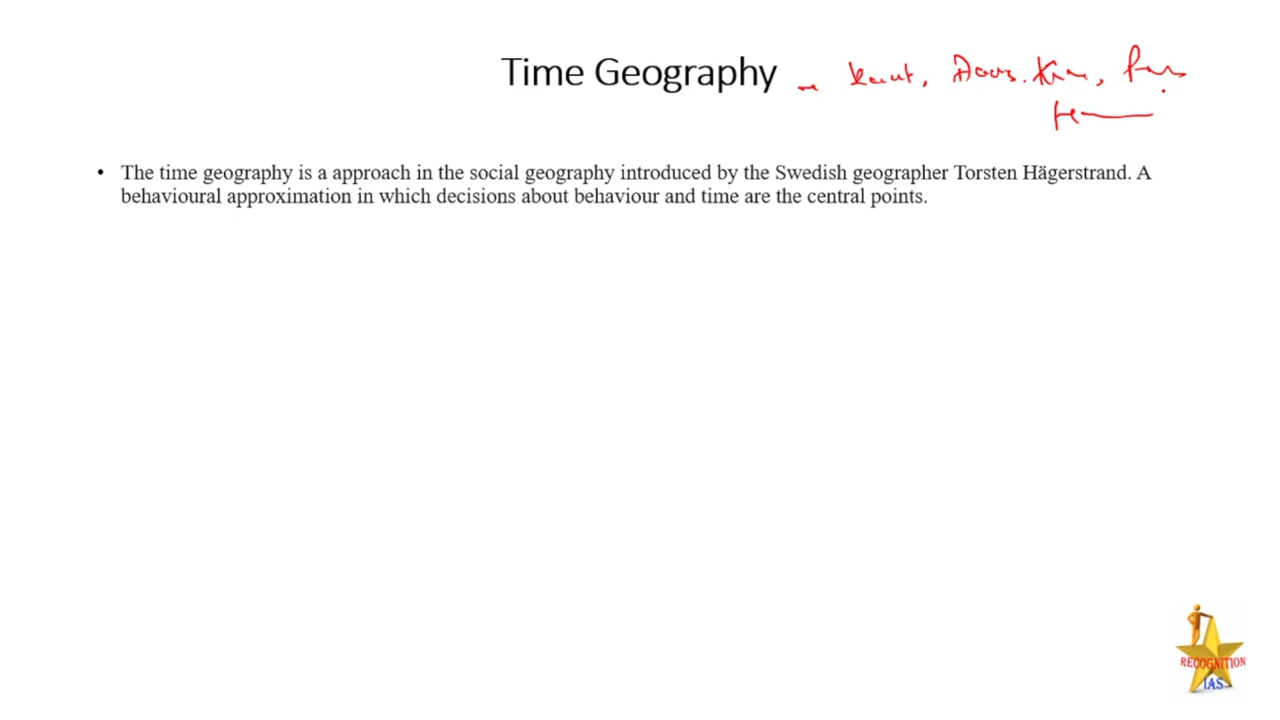 Time Geography - Kant,
• The time geography is a approach in the social geography introduced by the Swedish geographer Torsten Hägerstrand. A
behavioural approximation in which decisions about behaviour and time are the central points.
RECOGNITION
IAS